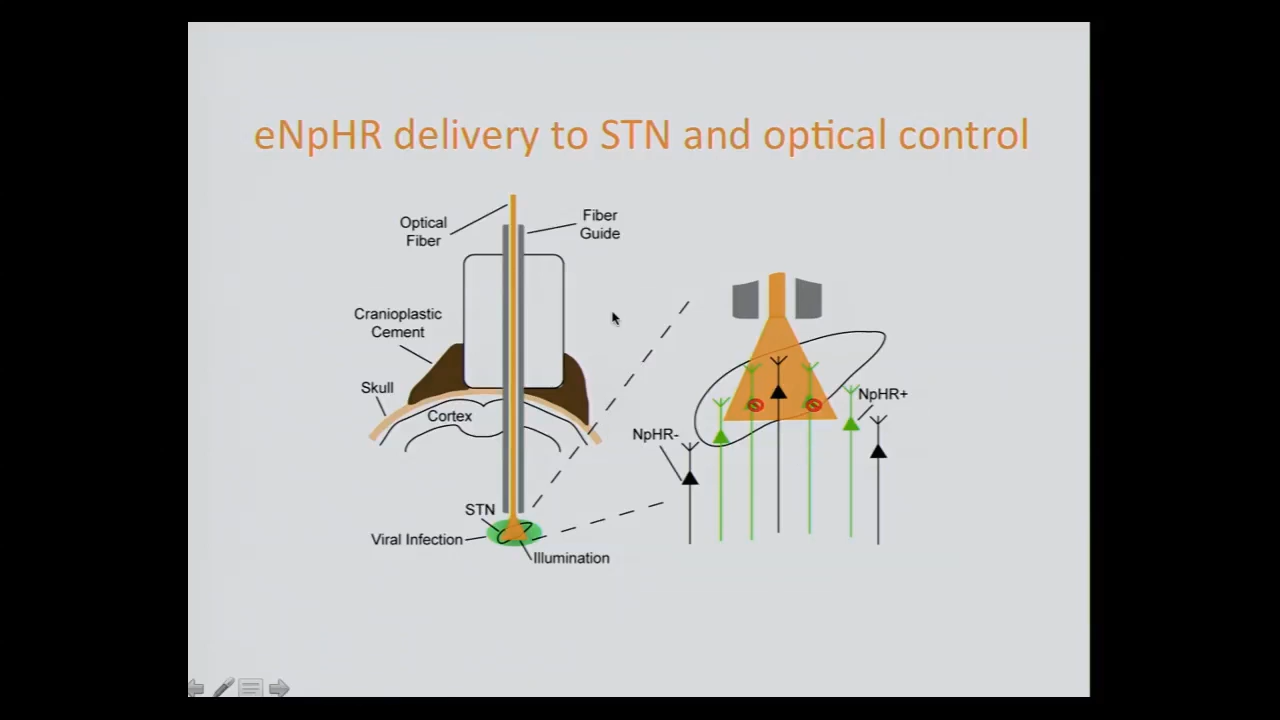 eNpHR delivery to STN and optical control
Optical
Fiber
Fiber
Guide
Cranioplastic
Cement
Skull
Cortex
STN
Viral Infection
Illumination
NpHR+
NpHR-